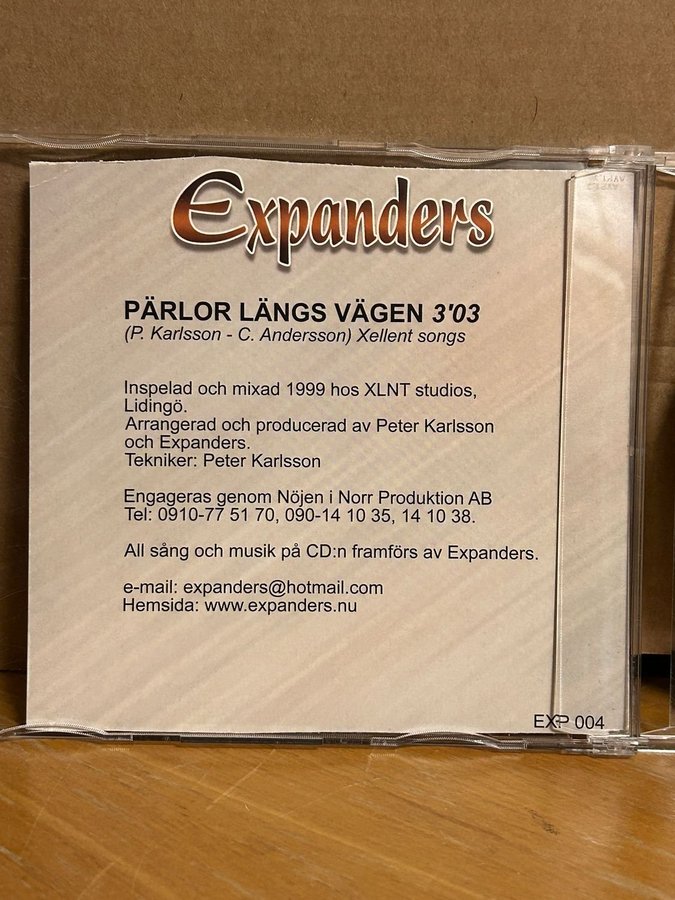 Expanders
PÄRLOR LÄNGS VÄGEN 3'03
(P. Karlsson - C. Andersson) Xellent songs
Inspelad och mixad 1999 hos XLNT studios,
Lidingö.
Arrangerad och producerad av Peter Karlsson
och Expanders.
Tekniker: Peter Karlsson
Engageras genom Nöjen i Norr Produktion AB
Tel: 0910-77 51 70, 090-14 10 35, 14 10 38.
All sång och musik på CD:n framförs av Expanders.
e-mail: expanders@hotmail.com
Hemsida: www.expanders.nu
EXP 004